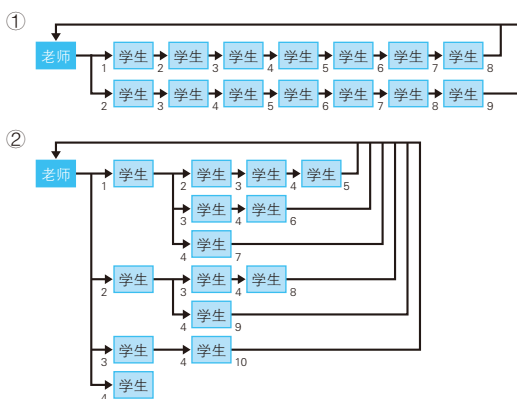 ①
老师 学生 学生 学生 学生 学生 学生 学生
1 2 3 4 5 6 7 8
学生 学生 学生 学生 学生 学生 学生
2 3 4 5 6 7 8 9
②
老师 学生 学生 学生 学生
1 2 3 4 5
学生 学生
3 4 6
学生
4 7
学生 学生 学生
2 3 4 8
学生
4 9
学生 学生
3 4 10
学生
4